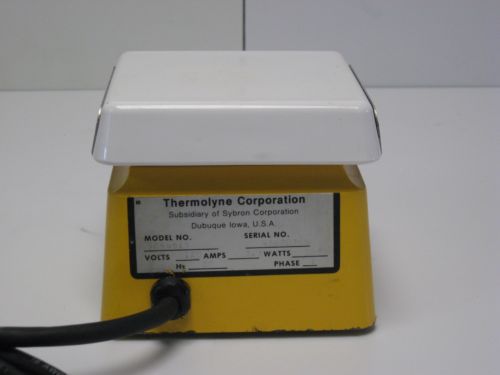 Thermolyne Corporation
Subsidiary of Sybron Corporation
Dubuque Iowa, U.S.A.
MODEL NO. SERIAL NO.
VOLTS AMPS WATTS
Hz PHASE